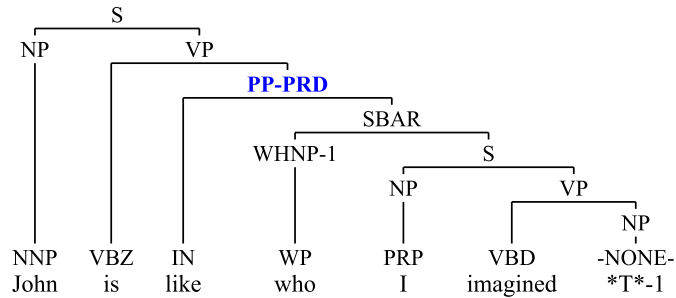 S
NP VP
PP-PRD
SBAR
WHNP-1 S
NP VP
NP
NNP VBZ IN WP PRP VBD -NONE-
John is like who I imagined *T*-1